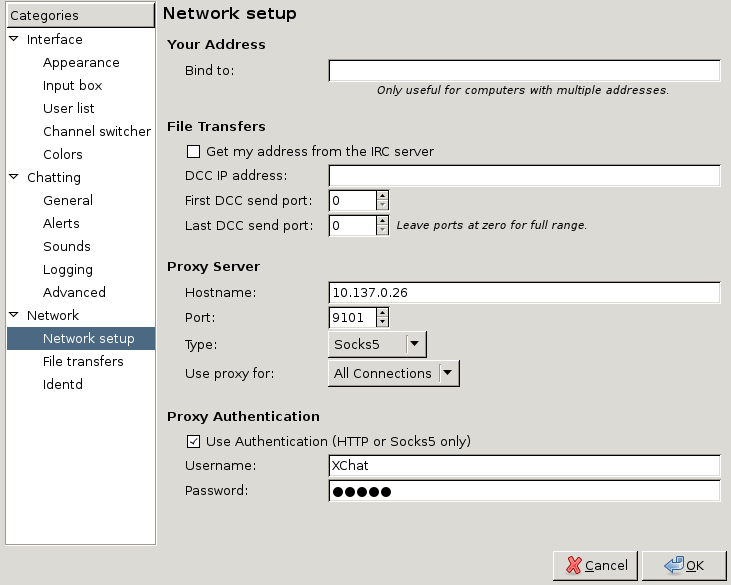 Categories
Interface
Appearance
Input box
User list
Channel switcher
Colors
Chatting
General
Alerts
Sounds
Logging
Advanced
Network
Network setup
File transfers
Identd
Network setup
Your Address
Bind to:
Only useful for computers with multiple addresses.
File Transfers
Get my address from the IRC server
DCC IP address:
First DCC send port: 0
Last DCC send port: 0 Leave ports at zero for full range.
Proxy Server
Hostname: 10.137.0.26
Port: 9101
Type: Socks5
Use proxy for: All Connections
Proxy Authentication
Use Authentication (HTTP or Socks5 only)
Username: XChat
Password: ●●●●●
Cancel OK